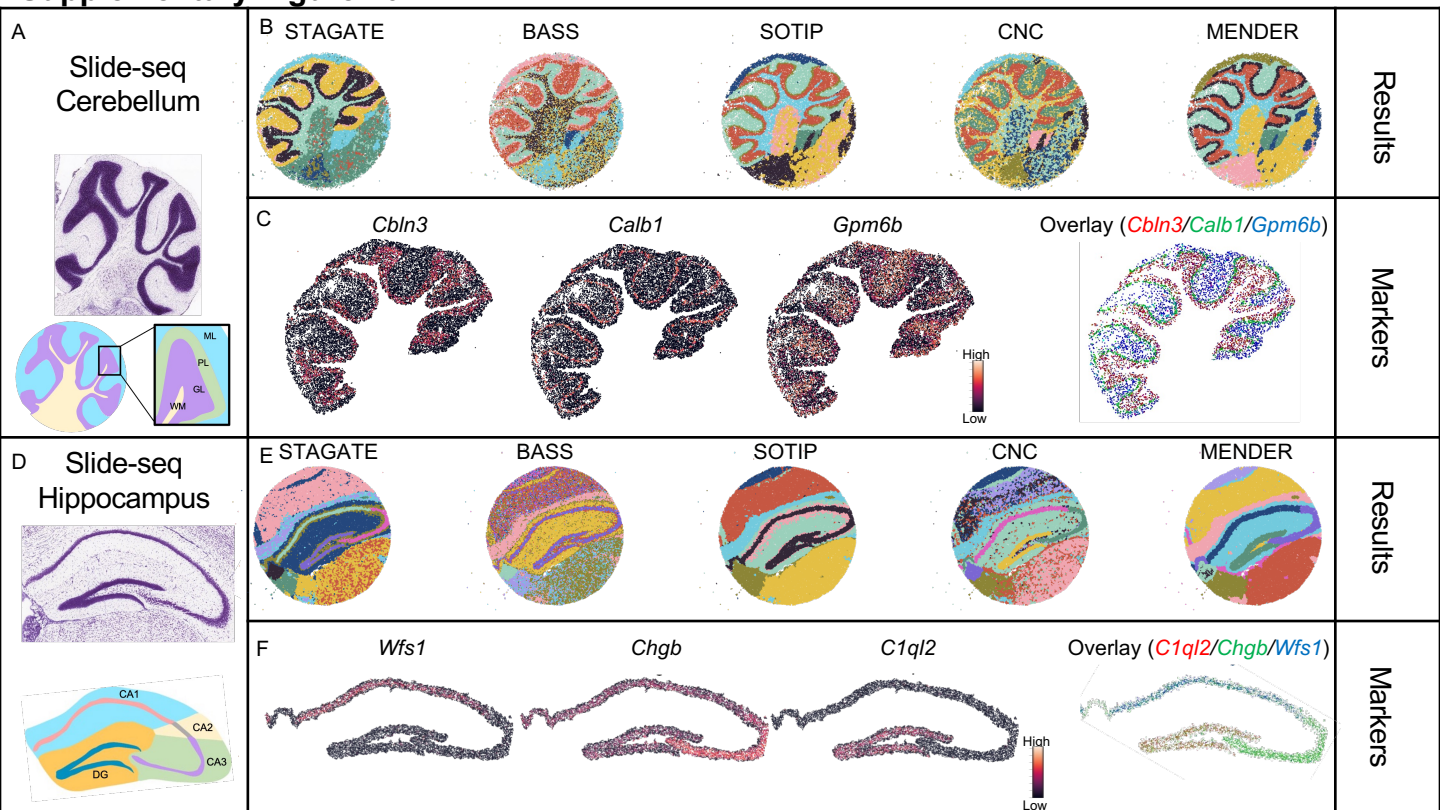 A
Slide-seq
Cerebellum
ML
PL
GL
WM
B
STAGATE
BASS
SOTIP
CNC
MENDER
Results
C
Cbln3
Calb1
Gpm6b
Overlay (Cbln3/Calb1/Gpm6b)
High
Low
Markers
D
Slide-seq
Hippocampus
CA1
CA2
CA3
DG
E
STAGATE
BASS
SOTIP
CNC
MENDER
Results
F
Wfs1
Chgb
C1ql2
Overlay (C1ql2/Chgb/Wfs1)
High
Low
Markers